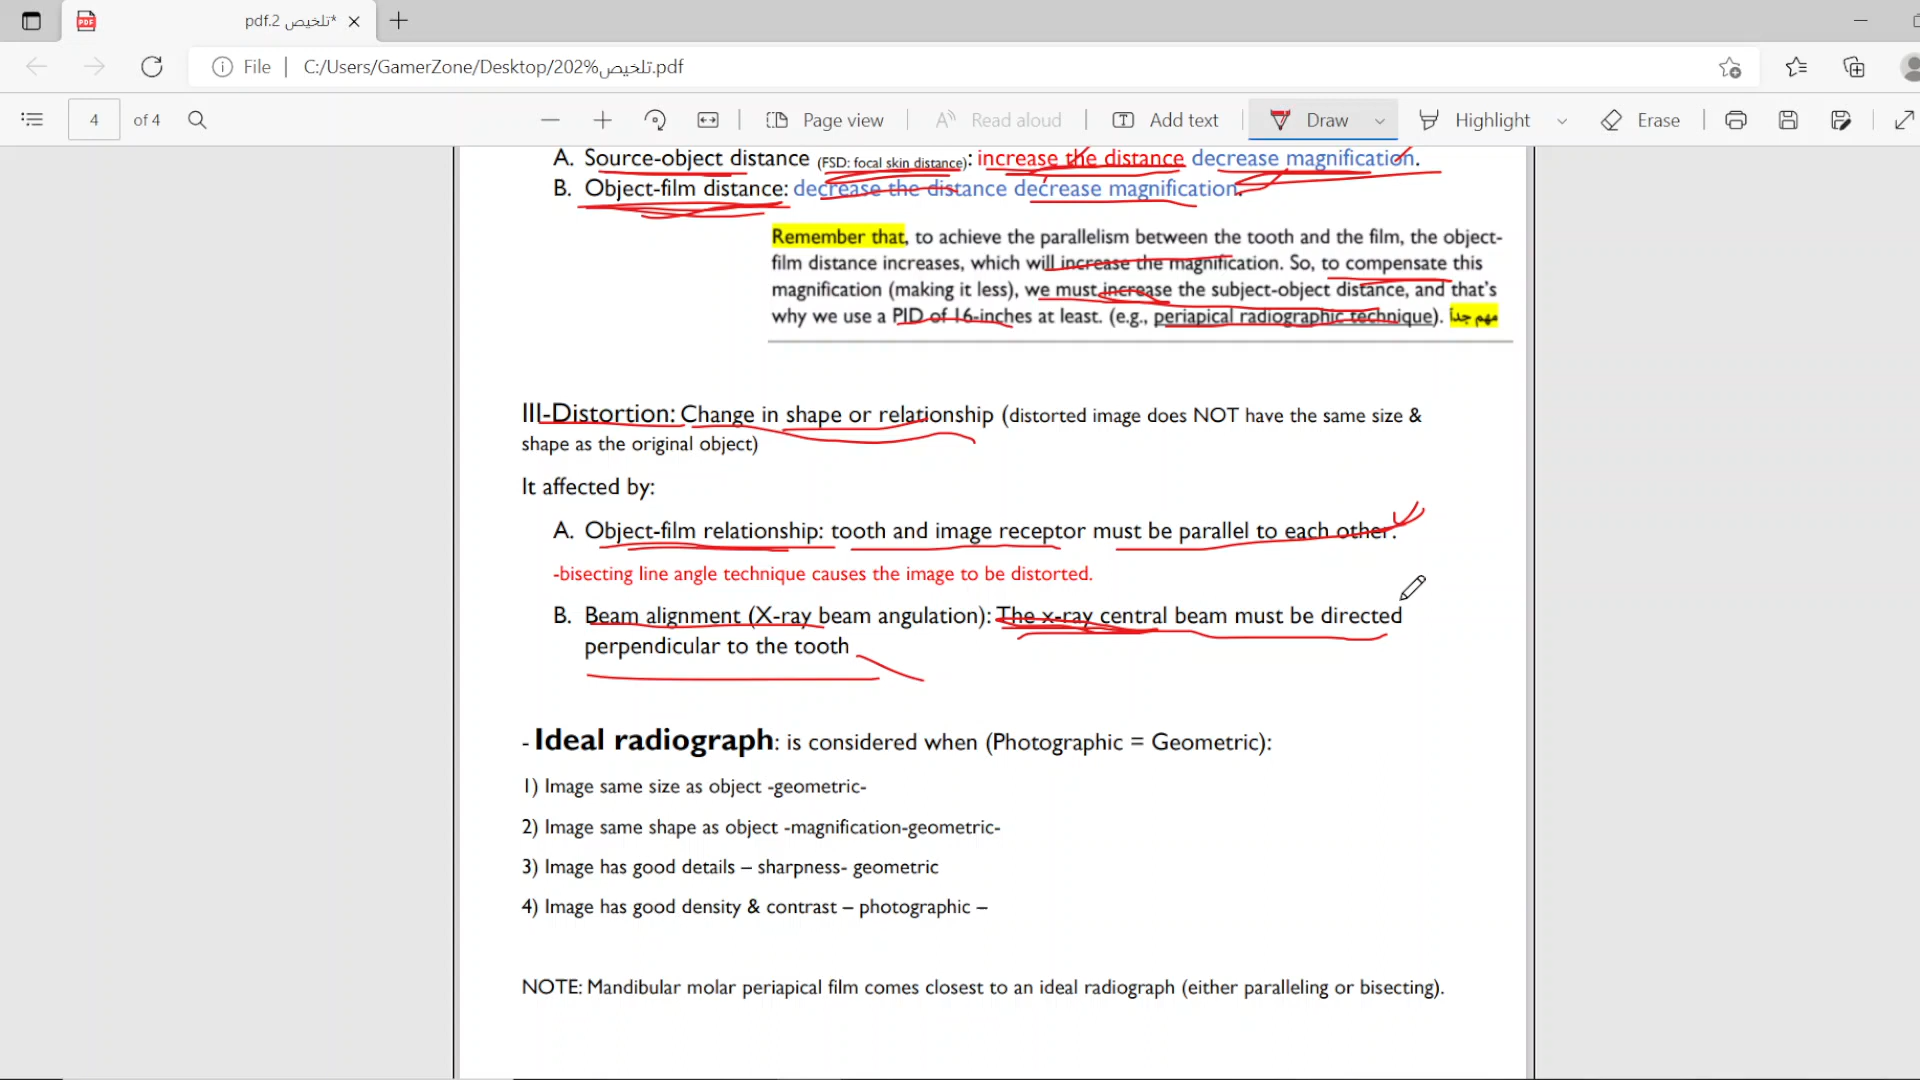 pdf.2 تلخيص*
File
C:/Users/GamerZone/Desktop/202%تلخيص.pdf
4 of 4
Page view
Read aloud
Add text
Draw
Highlight
Erase
A. Source-object distance (FSD: focal skin distance): increase the distance decrease magnification.
B. Object-film distance: decrease the distance decrease magnification.
Remember that, to achieve the parallelism between the tooth and the film, the object-
film distance increases, which will increase the magnification. So, to compensate this
magnification (making it less), we must increase the subject-object distance, and that's
why we use a PID of 16-inches at least. (e.g., periapical radiographic technique). مهم جداً
III-Distortion: Change in shape or relationship (distorted image does NOT have the same size &
shape as the original object)
It affected by:
A. Object-film relationship: tooth and image receptor must be parallel to each other.
-bisecting line angle technique causes the image to be distorted.
B. Beam alignment (X-ray beam angulation): The x-ray central beam must be directed
perpendicular to the tooth
- Ideal radiograph: is considered when (Photographic = Geometric):
1) Image same size as object -geometric-
2) Image same shape as object -magnification-geometric-
3) Image has good details – sharpness- geometric
4) Image has good density & contrast – photographic –
NOTE: Mandibular molar periapical film comes closest to an ideal radiograph (either paralleling or bisecting).